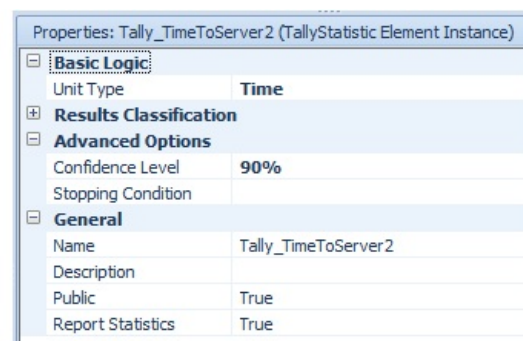 Properties: Tally_TimeToServer2 (TallyStatistic Element Instance)
Basic Logic
Unit Type Time
Results Classification
Advanced Options
Confidence Level 90%
Stopping Condition
General
Name Tally_TimeToServer2
Description
Public True
Report Statistics True